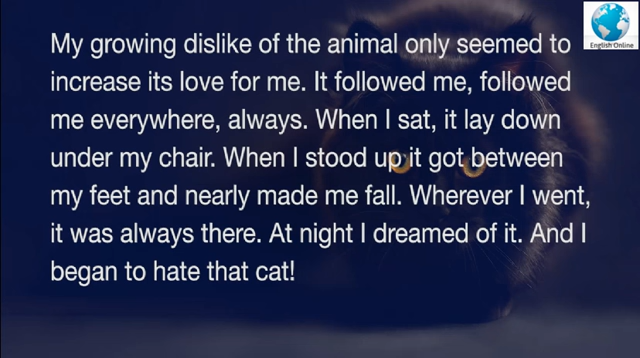 English Online
My growing dislike of the animal only seemed to
increase its love for me. It followed me, followed
me everywhere, always. When I sat, it lay down
under my chair. When I stood up it got between
my feet and nearly made me fall. Wherever I went,
it was always there. At night I dreamed of it. And I
began to hate that cat!